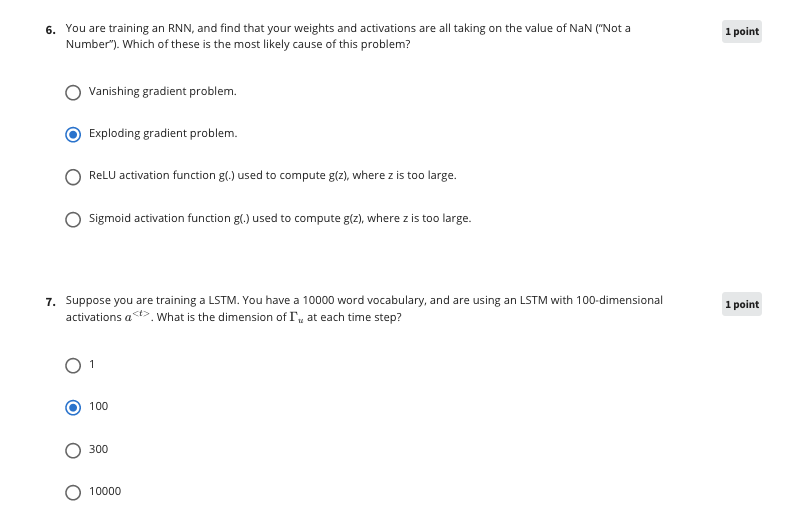 6. You are training an RNN, and find that your weights and activations are all taking on the value of NaN (“Not a
Number”). Which of these is the most likely cause of this problem?
1 point
Vanishing gradient problem.
Exploding gradient problem.
ReLU activation function g(.) used to compute g(z), where z is too large.
Sigmoid activation function g(.) used to compute g(z), where z is too large.
7. Suppose you are training a LSTM. You have a 10000 word vocabulary, and are using an LSTM with 100-dimensional
activations a<t>. What is the dimension of Γu at each time step?
1 point
1
100
300
10000